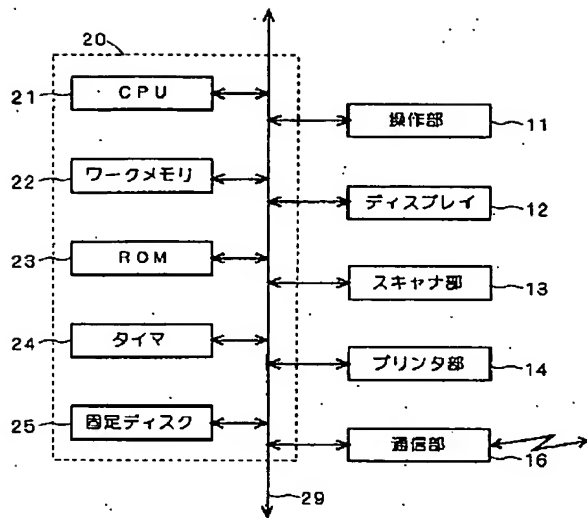 20
21 CPU
操作部 11
22 ワークメモリ
ディスプレイ 12
23 ROM
スキャナ部 13
24 タイマ
プリンタ部 14
25 固定ディスク
通信部 16
29